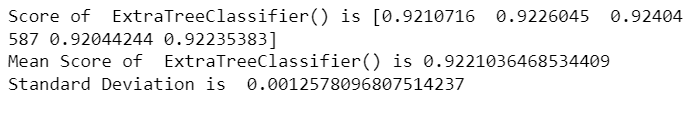 Score of  ExtraTreeClassifier() is [0.9210716  0.9226045  0.92404
587 0.92044244 0.92235383]
Mean Score of  ExtraTreeClassifier() is 0.9221036468534409
Standard Deviation is  0.0012578096807514237